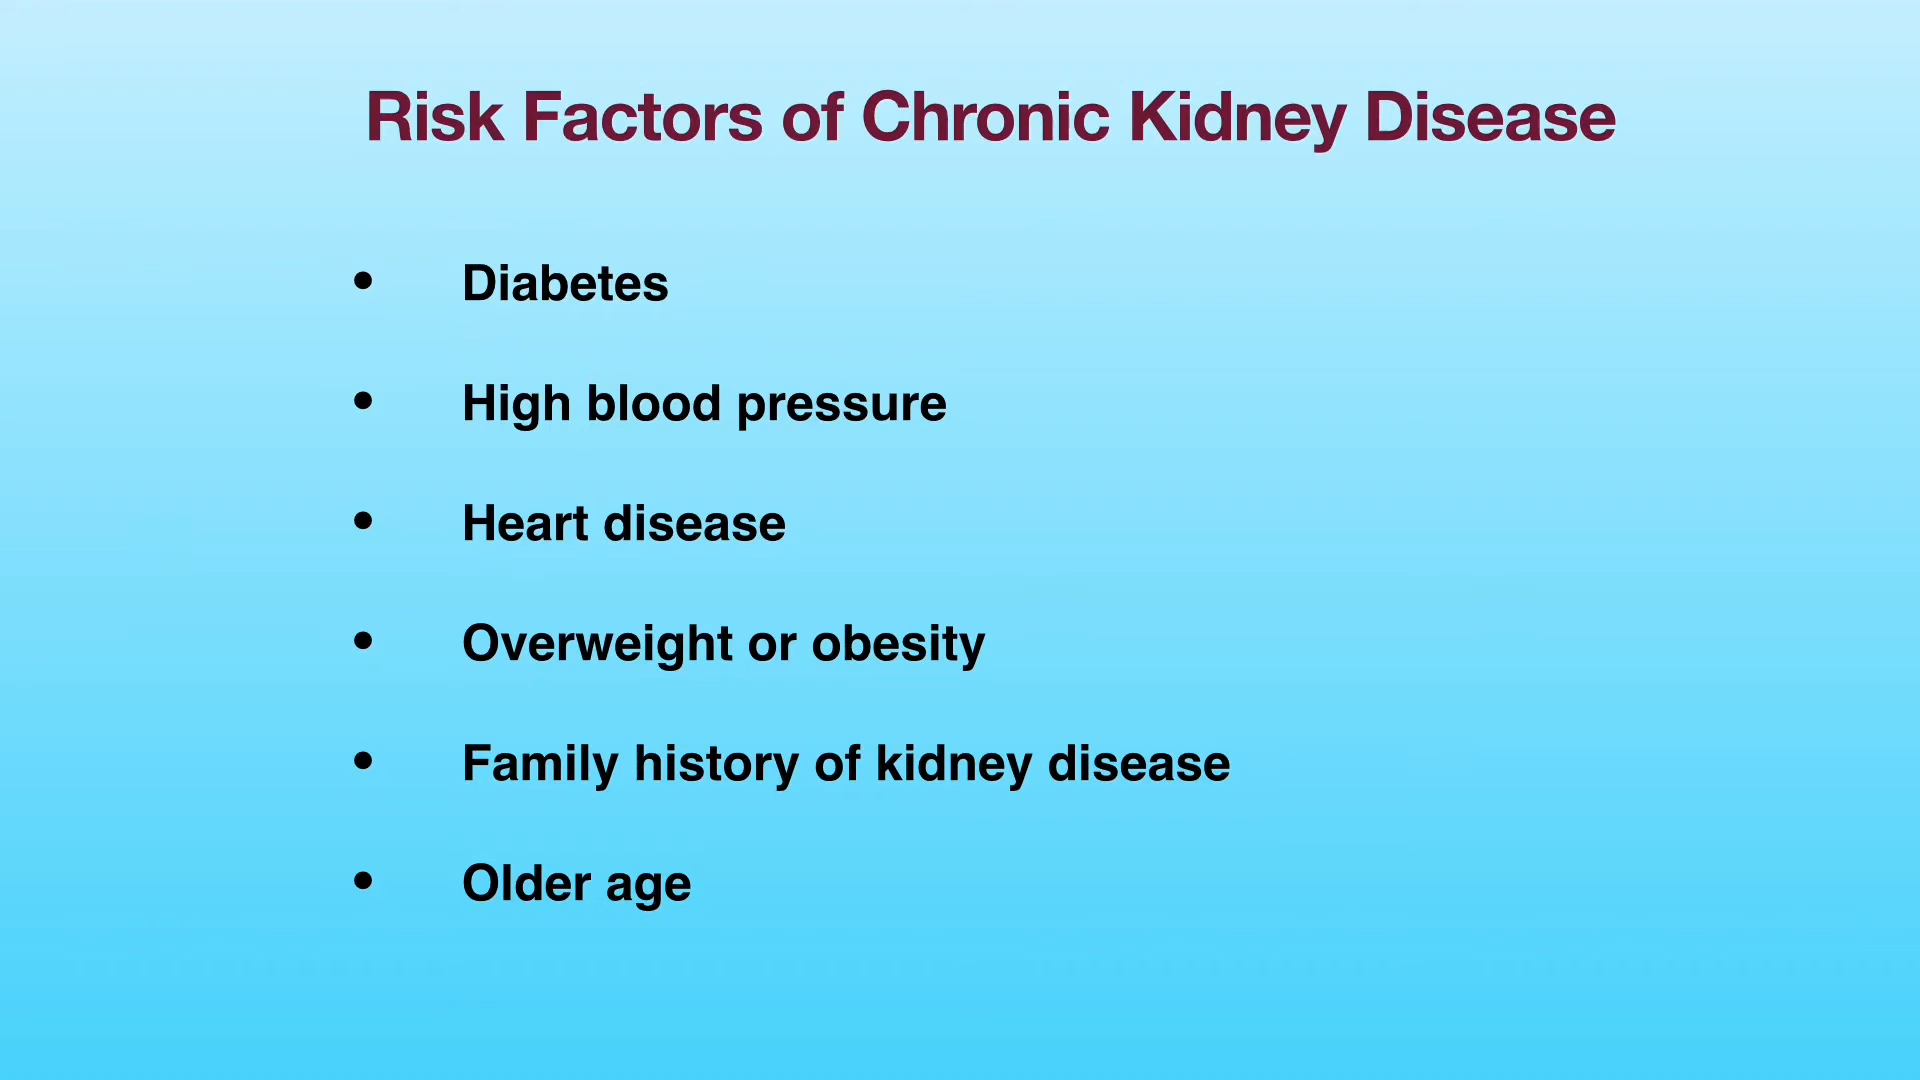 Risk Factors of Chronic Kidney Disease
• Diabetes
• High blood pressure
• Heart disease
• Overweight or obesity
• Family history of kidney disease
• Older age